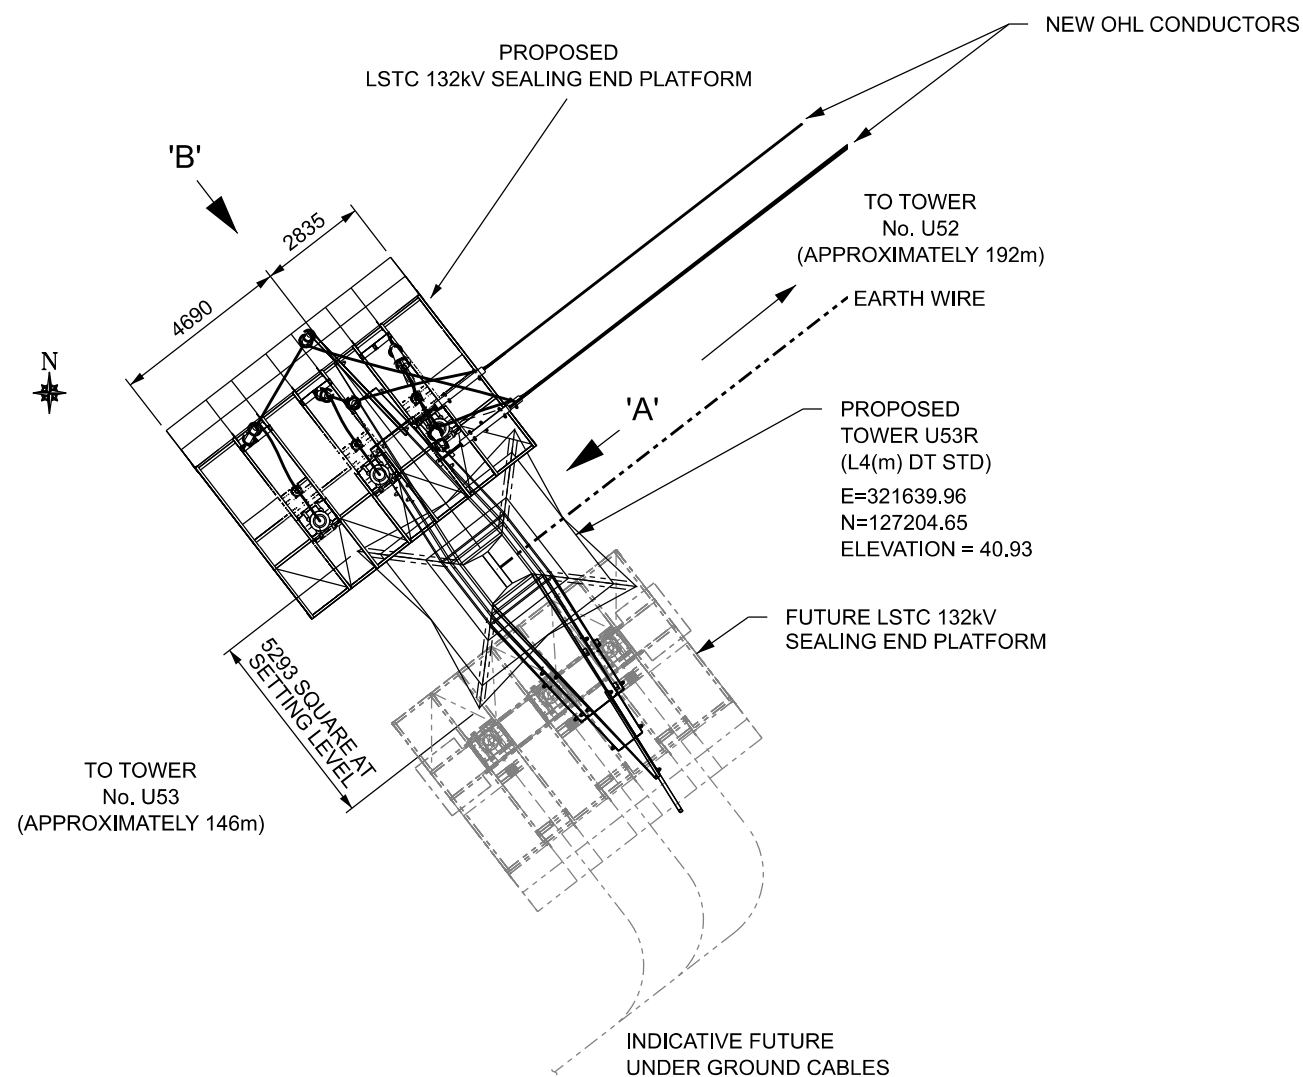 NEW OHL CONDUCTORS
PROPOSED
LSTC 132kV SEALING END PLATFORM
'B'
2835
4690
TO TOWER
No. U52
(APPROXIMATELY 192m)
EARTH WIRE
N
'A'
PROPOSED
TOWER U53R
(L4(m) DT STD)
E=321639.96
N=127204.65
ELEVATION = 40.93
FUTURE LSTC 132kV
SEALING END PLATFORM
5293 SQUARE AT
SETTING LEVEL
TO TOWER
No. U53
(APPROXIMATELY 146m)
INDICATIVE FUTURE
UNDER GROUND CABLES